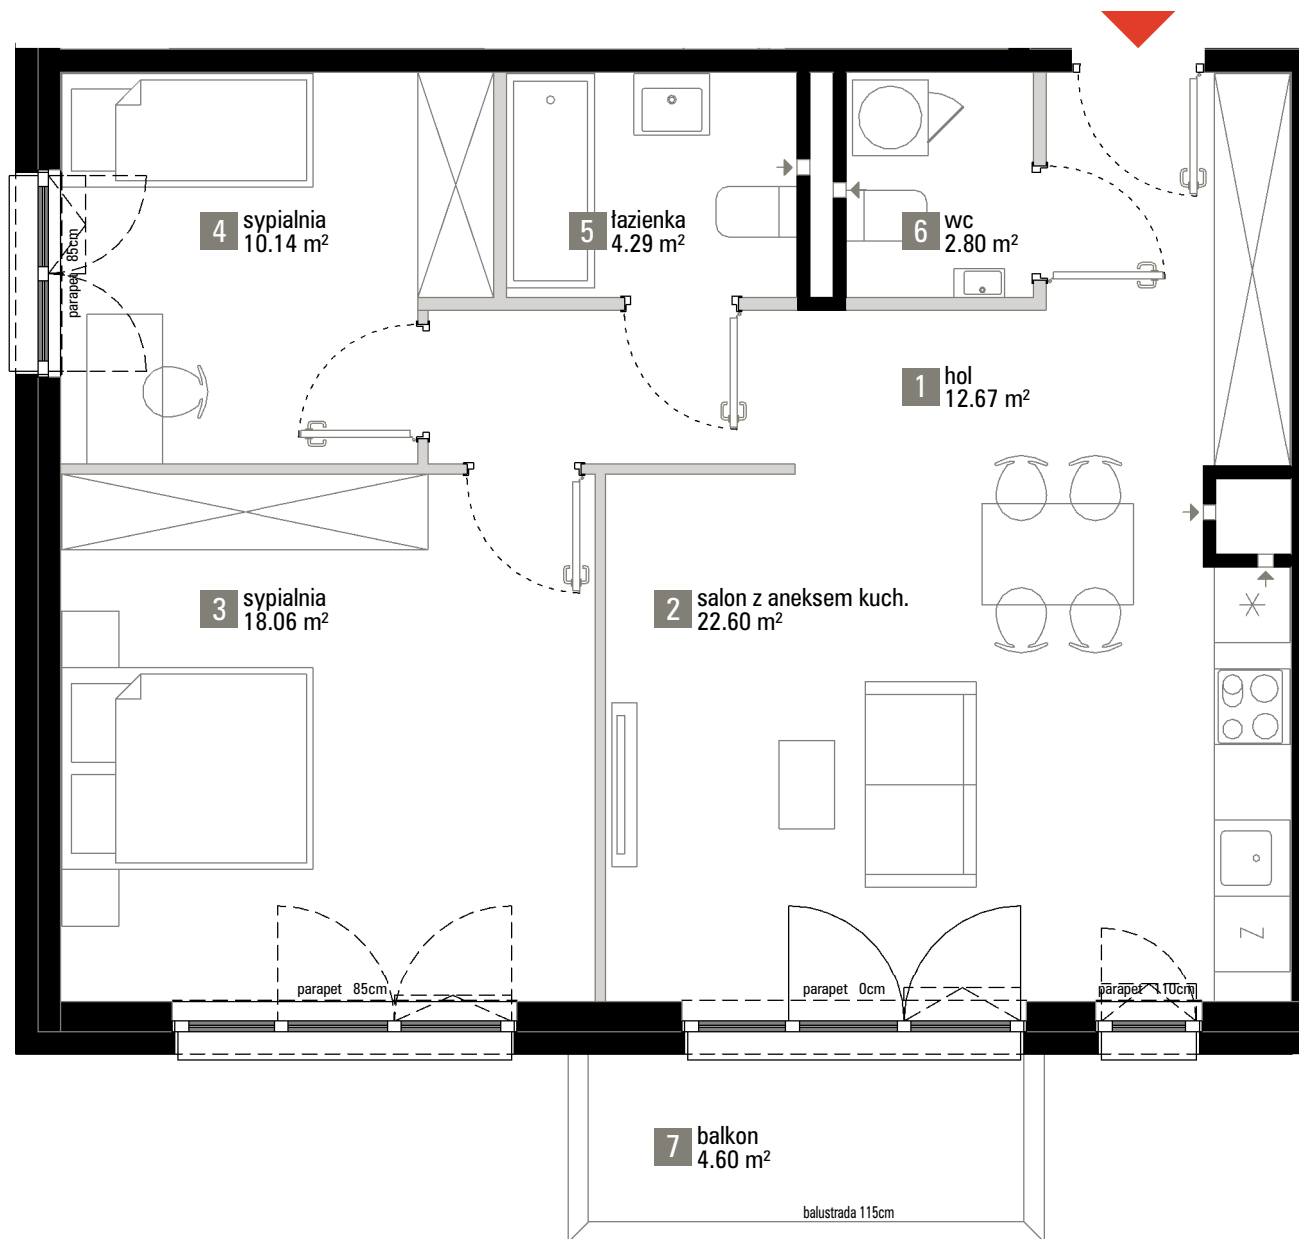 4
sypialnia
10.14 m²
5
łazienka
4.29 m²
6
wc
2.80 m²
parapet 85cm
1
hol
12.67 m²
3
sypialnia
18.06 m²
2
salon z aneksem kuch.
22.60 m²
Z
parapet 85cm
parapet 0cm
parapet 110cm
7
balkon
4.60 m²
balustrada 115cm